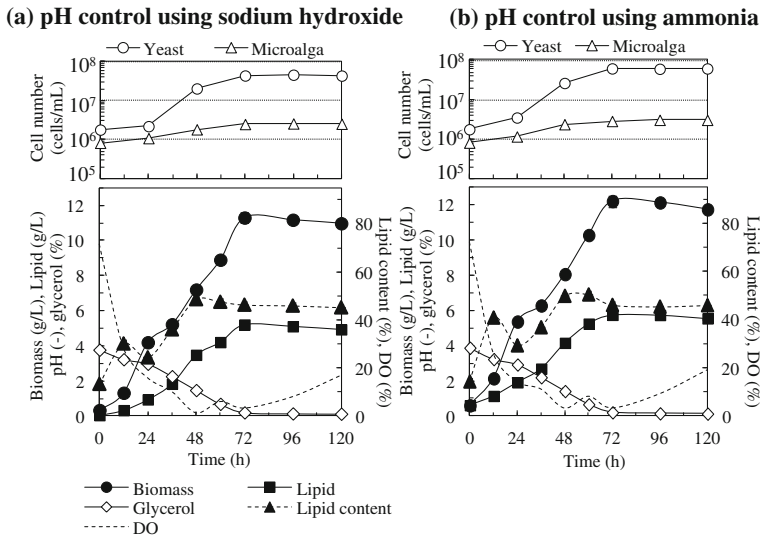 (a) pH control using sodium hydroxide
Yeast Microalga
Cell number
(cells/mL)
10^8
10^7
10^6
10^5
Biomass (g/L), Lipid (g/L)
pH (-), glycerol (%)
12
10
8
6
4
2
0
80
60
40
20
0
Lipid content (%), DO (%)
0 24 48 72 96 120
Time (h)
(b) pH control using ammonia
Yeast Microalga
Cell number
(cells/mL)
10^8
10^7
10^6
10^5
Biomass (g/L), Lipid (g/L)
pH (-), glycerol (%)
12
10
8
6
4
2
0
80
60
40
20
0
Lipid content (%), DO (%)
0 24 48 72 96 120
Time (h)
Biomass Lipid
Glycerol Lipid content
DO